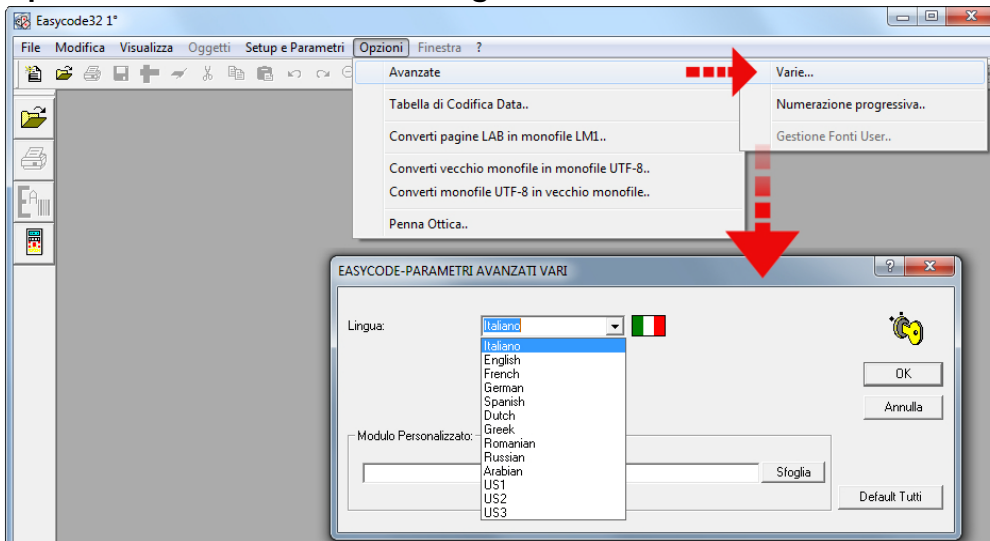 Easycode32 1°
File Modifica Visualizza Oggetti Setup e Parametri Opzioni Finestra ?
Avanzate
Varie...
Tabella di Codifica Data..
Numerazione progressiva..
Converti pagine LAB in monofile LM1..
Gestione Fonti User..
Converti vecchio monofile in monofile UTF-8..
Converti monofile UTF-8 in vecchio monofile..
Penna Ottica..
EASYCODE-PARAMETRI AVANZATI VARI
Lingua:
Italiano
Italiano
English
French
German
Spanish
Dutch
Greek
Romanian
Russian
Arabian
US1
US2
US3
OK
Annulla
Modulo Personalizzato:
Sfoglia
Default Tutti